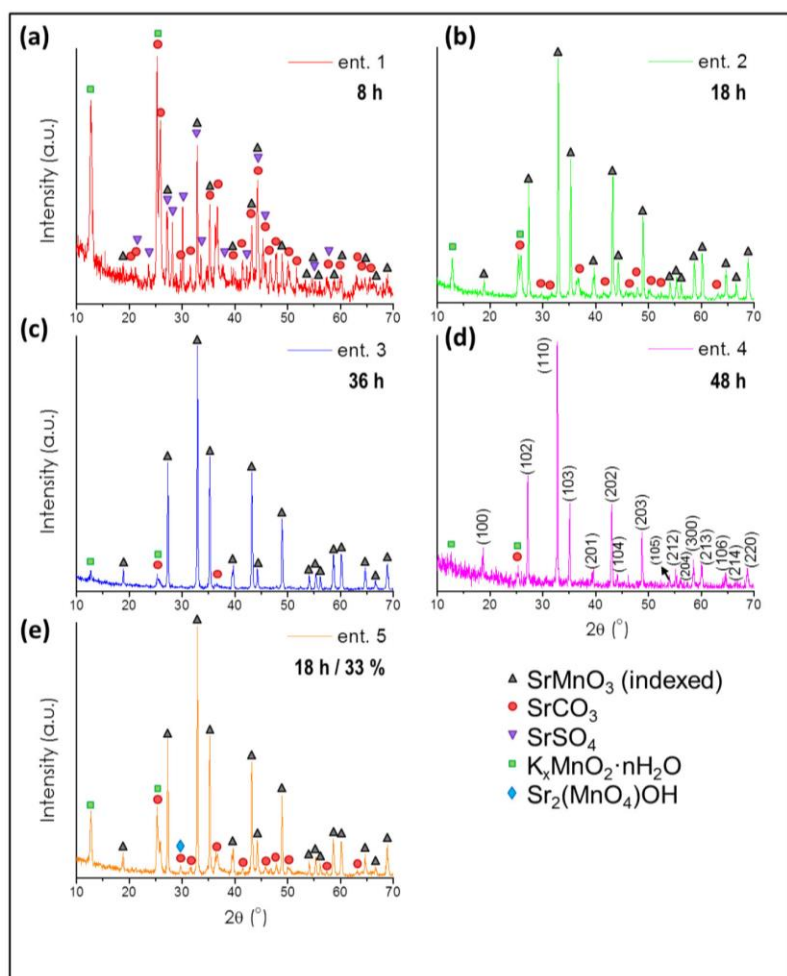 (a)
ent. 1
8 h
Intensity (a.u.)
10 20 30 40 50 60 70
(b)
ent. 2
18 h
10 20 30 40 50 60 70
(c)
ent. 3
36 h
Intensity (a.u.)
10 20 30 40 50 60 70
(d)
ent. 4
48 h
(100)
(102)
(110)
(103)
(201)
(104)
(202)
(203)
(105)
(212)
(204)
(300)
(213)
(106)
(214)
(220)
10 20 30 40 50 60 70
2θ (°)
(e)
ent. 5
18 h / 33 %
Intensity (a.u.)
10 20 30 40 50 60 70
2θ (°)
SrMnO₃ (indexed)
SrCO₃
SrSO₄
KₓMnO₂·nH₂O
Sr₂(MnO₄)OH